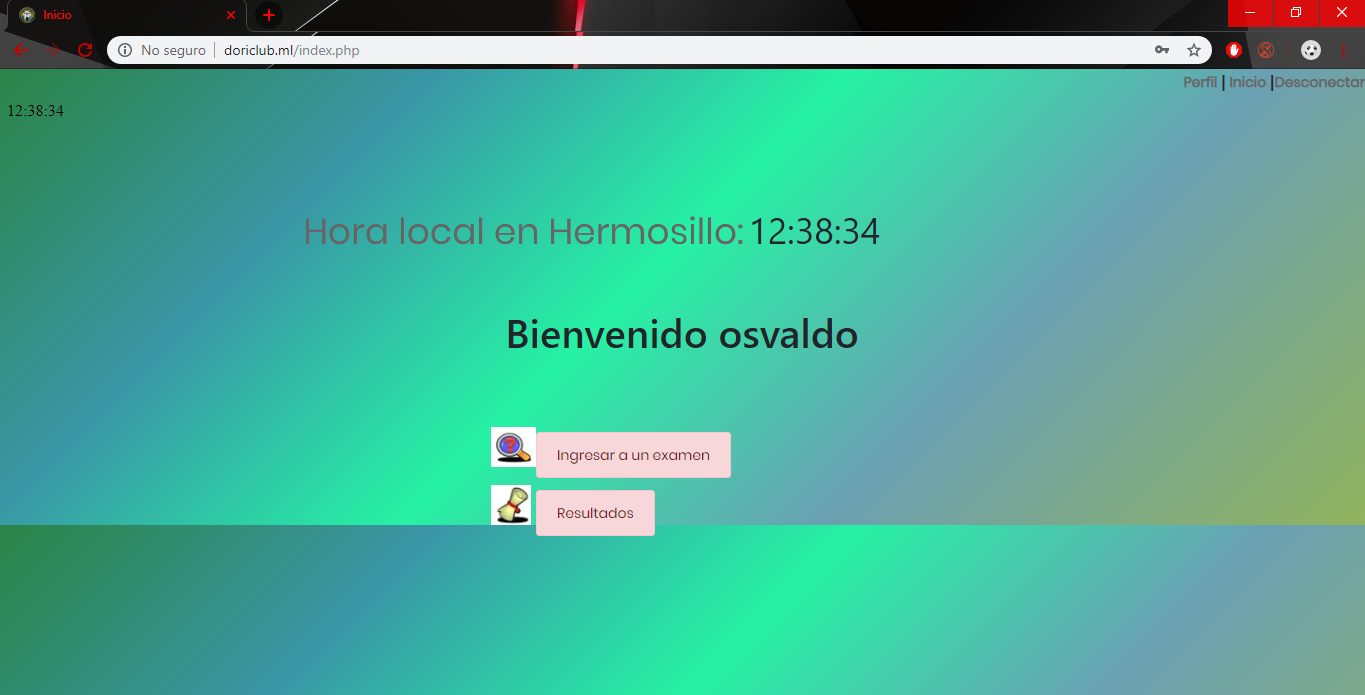 Inicio
No seguro | doriclub.ml/index.php
Perfil | Inicio |Desconectar
12:38:34
Hora local en Hermosillo: 12:38:34
Bienvenido osvaldo
Ingresar a un examen
Resultados